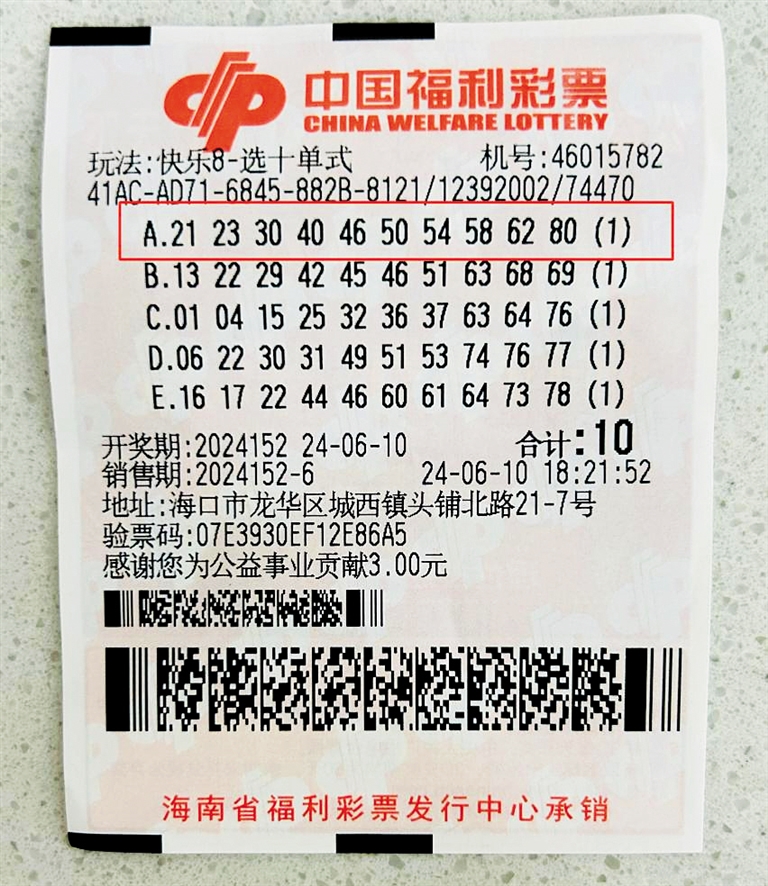 中国福利彩票
CHINA WELFARE LOTTERY
玩法:快乐8-选十单式 机号:46015782
41AC-AD71-6845-882B-8121/12392002/74470
A.21 23 30 40 46 50 54 58 62 80 (1)
B.13 22 29 42 45 46 51 63 68 69 (1)
C.01 04 15 25 32 36 37 63 64 76 (1)
D.06 22 30 31 49 51 53 74 76 77 (1)
E.16 17 22 44 46 60 61 64 73 78 (1)
开奖期:2024152 24-06-10 合计:10
销售期:2024152-6 24-06-10 18:21:52
地址:海口市龙华区城西镇头铺北路21-7号
验票码:07E3930EF12E86A5
感谢您为公益事业贡献3.00元
海南省福利彩票发行中心承销